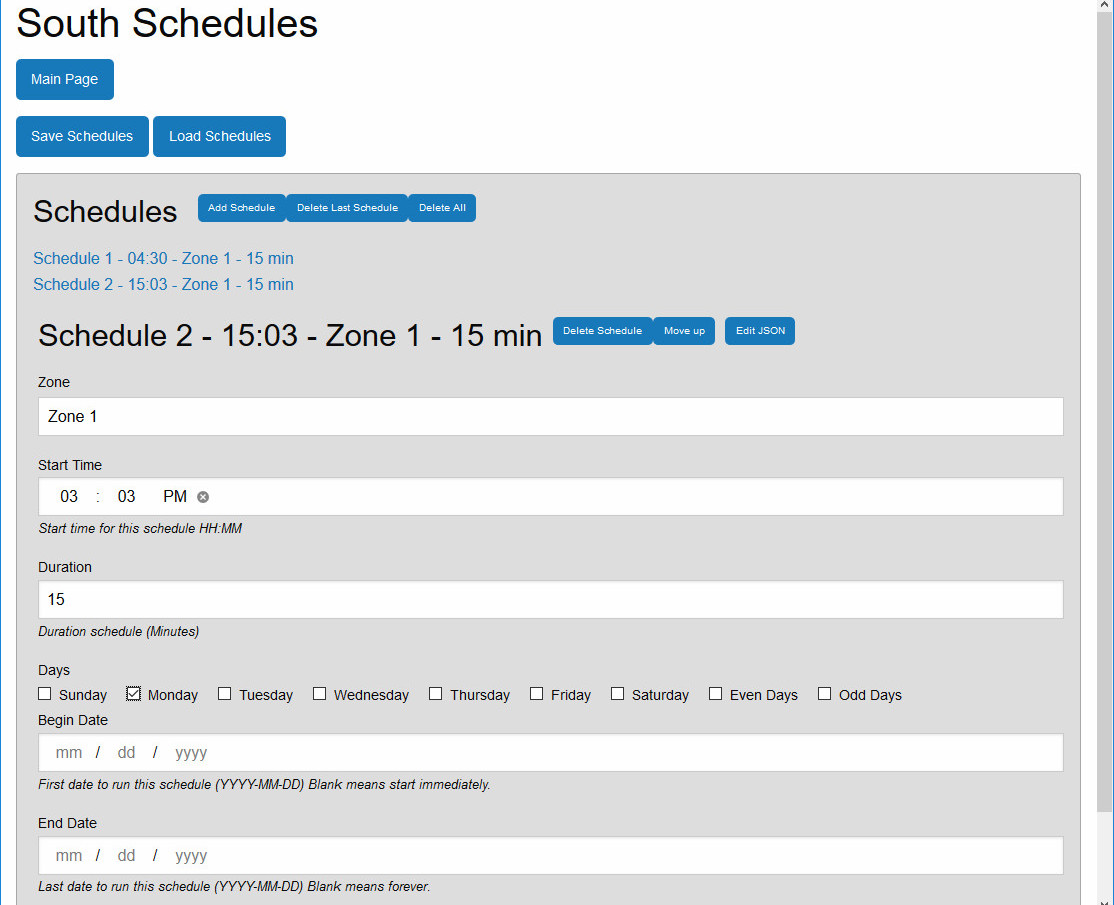 South Schedules
Main Page
Save Schedules Load Schedules
Schedules Add Schedule Delete Last Schedule Delete All
Schedule 1 - 04:30 - Zone 1 - 15 min
Schedule 2 - 15:03 - Zone 1 - 15 min
Schedule 2 - 15:03 - Zone 1 - 15 min Delete Schedule Move up Edit JSON
Zone
Zone 1
Start Time
03 : 03 PM
Start time for this schedule HH:MM
Duration
15
Duration schedule (Minutes)
Days
Sunday Monday Tuesday Wednesday Thursday Friday Saturday Even Days Odd Days
Begin Date
mm / dd / yyyy
First date to run this schedule (YYYY-MM-DD) Blank means start immediately.
End Date
mm / dd / yyyy
Last date to run this schedule (YYYY-MM-DD) Blank means forever.